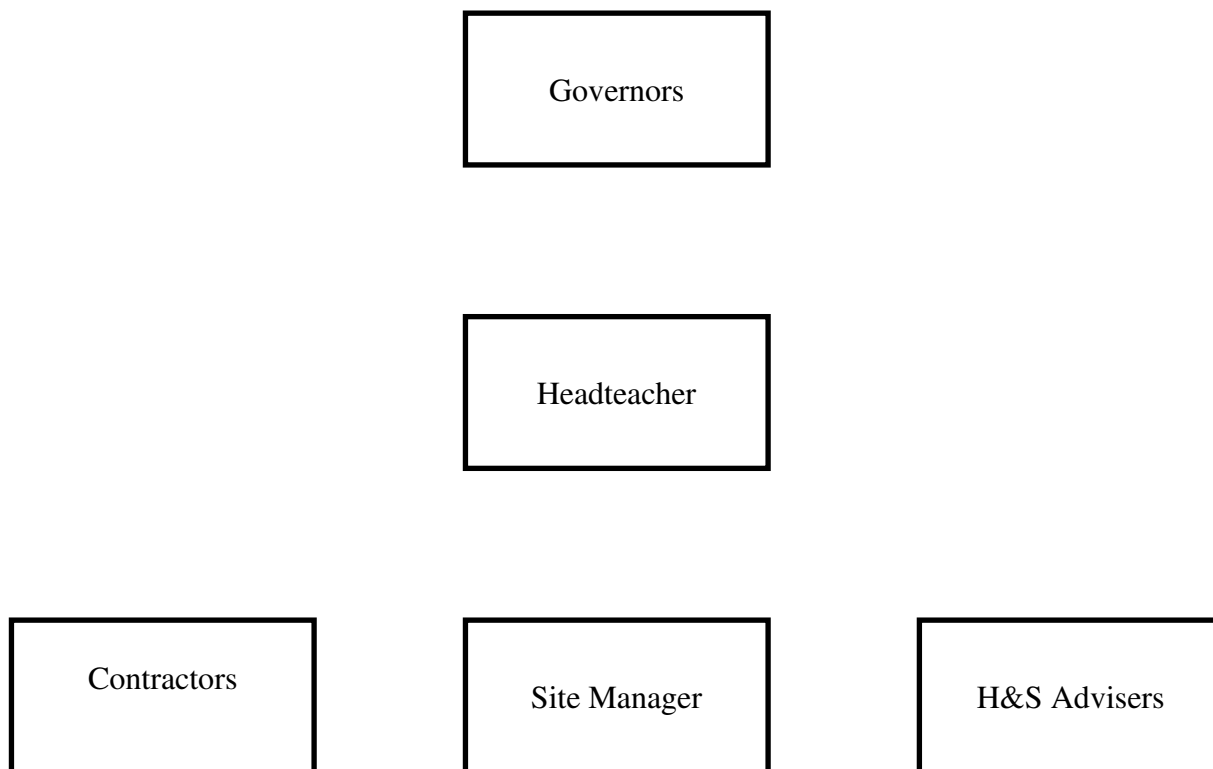 Governors
Headteacher
Contractors
Site Manager
H&S Advisers